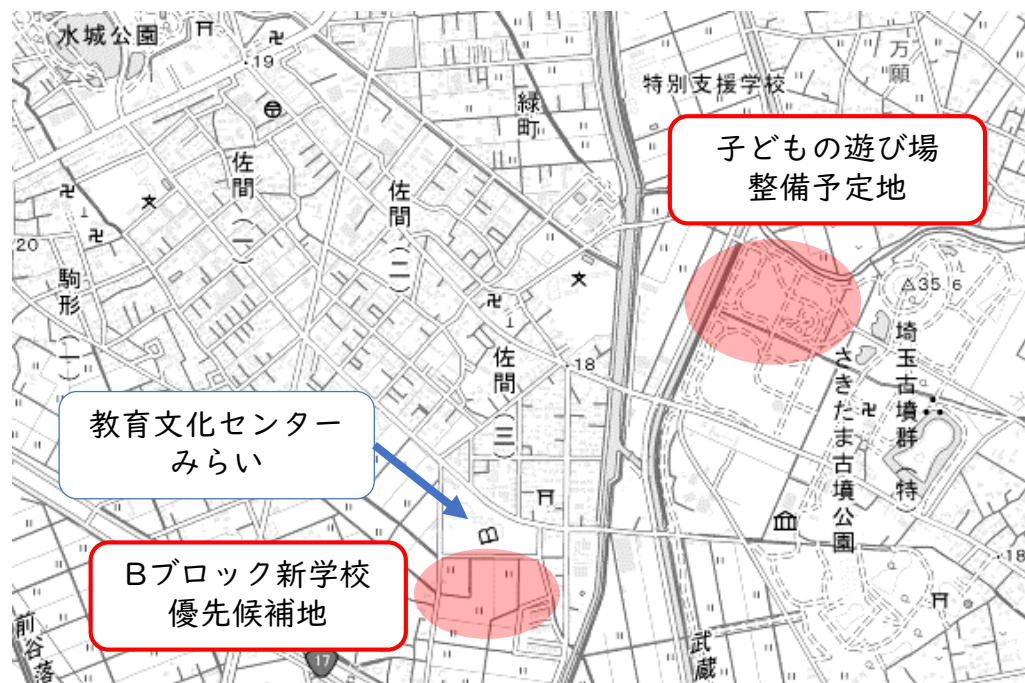 水城公園
19
特別支援学校
万願
緑町
子どもの遊び場
整備予定地
佐間(一)
佐間(二)
20
駒形(一)
35.6
埼玉古墳群(特)
さきたま古墳公園
佐間(三)
18
教育文化センター
みらい
18
Bブロック新学校
優先候補地
17
前谷落
武蔵